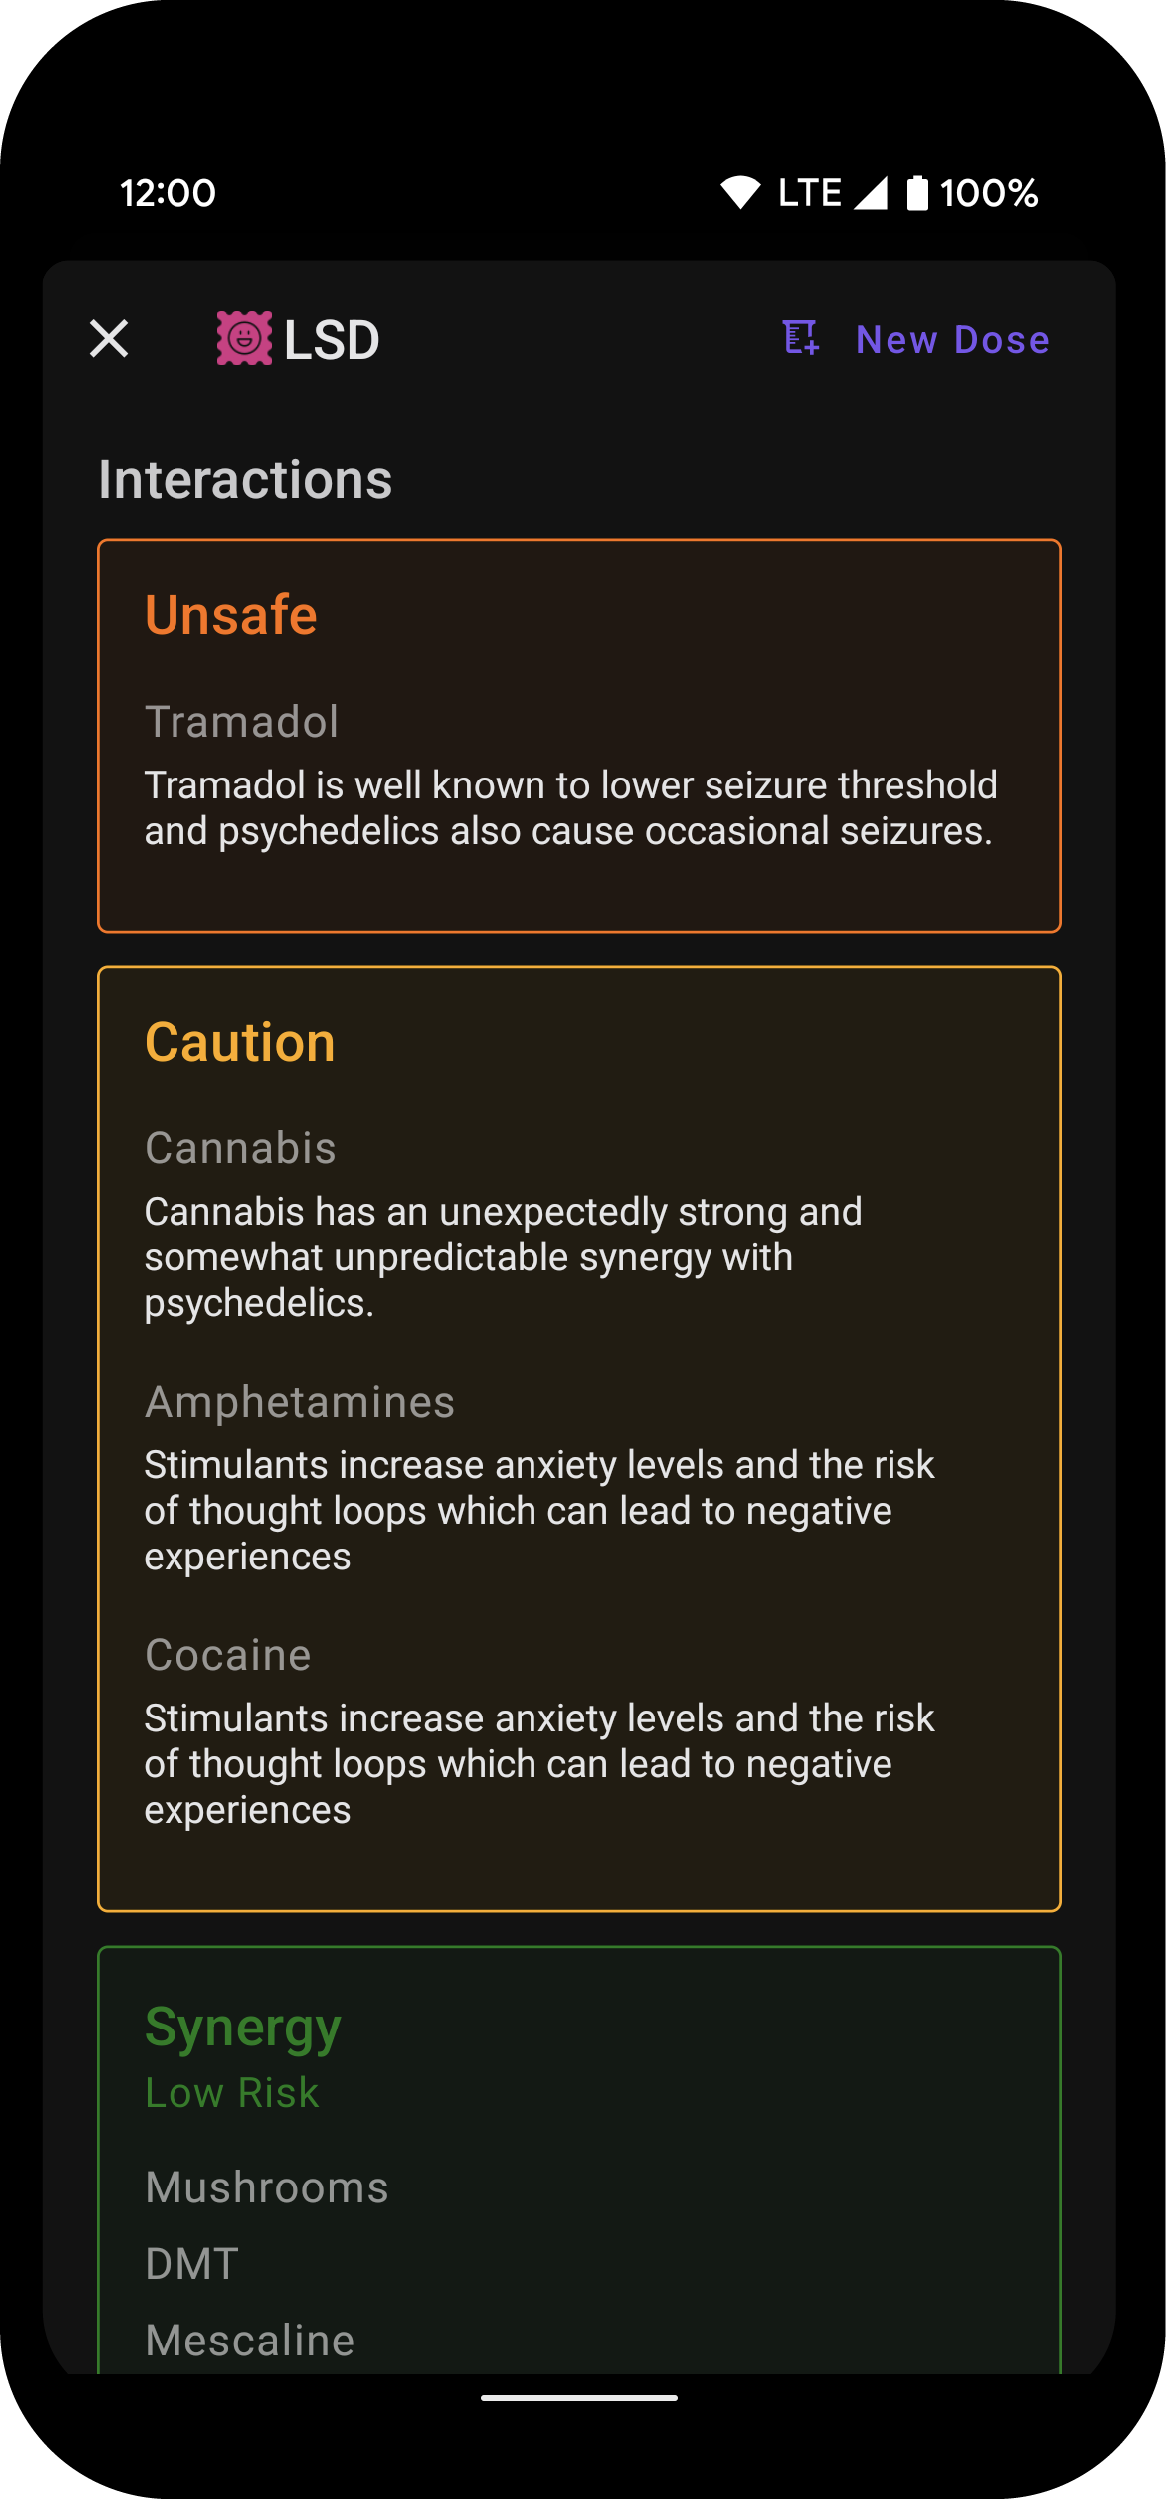 12:00 LTE 100%
LSD New Dose
Interactions
Unsafe
Tramadol
Tramadol is well known to lower seizure threshold
and psychedelics also cause occasional seizures.
Caution
Cannabis
Cannabis has an unexpectedly strong and
somewhat unpredictable synergy with
psychedelics.
Amphetamines
Stimulants increase anxiety levels and the risk
of thought loops which can lead to negative
experiences
Cocaine
Stimulants increase anxiety levels and the risk
of thought loops which can lead to negative
experiences
Synergy
Low Risk
Mushrooms
DMT
Mescaline